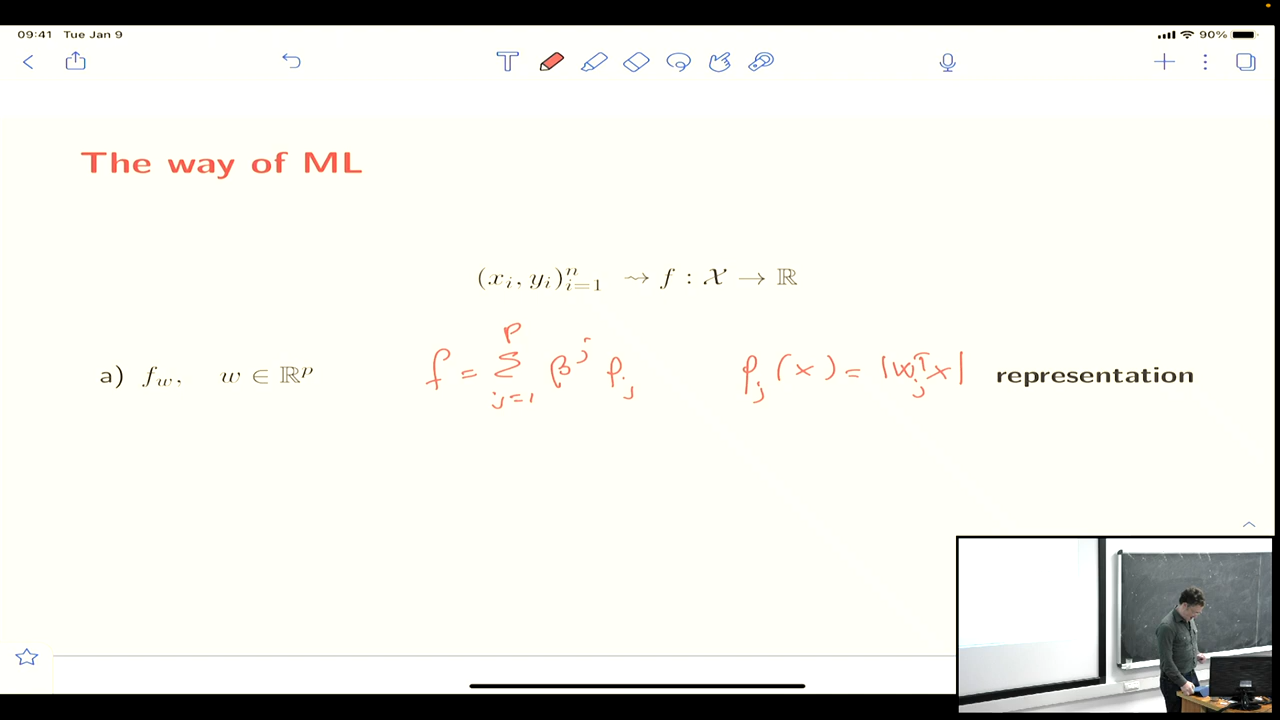 09:41 Tue Jan 9 90%
The way of ML
(x_i, y_i)_{i=1}^n ⇝ f : 𝒳 → ℝ
a) f_w, w ∈ ℝ^p f = Σ_{j=1}^p β^j φ_j φ_j(x) = |w_j^T x| representation